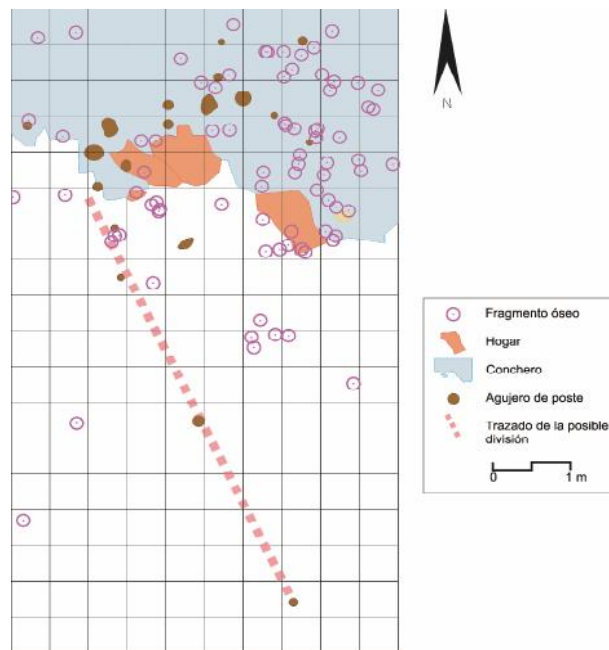 N
Fragmento óseo
Hogar
Conchero
Agujero de poste
Trazado de la posible
división
0 1 m